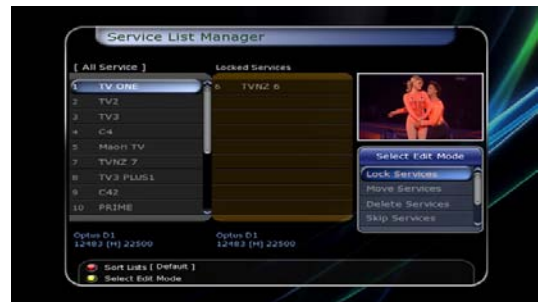 Service List Manager
[ All Service ]
Locked Services
1 TV ONE
2 TV2
3 TV3
4 C4
5 Maori TV
7 TVNZ 7
8 TV3 PLUS1
9 C42
10 PRIME
6 TVNZ 6
Select Edit Mode
Lock Services
Move Services
Delete Services
Skip Services
Optus D1
12483 [H] 22500
Optus D1
12483 [H] 22500
Sort Lists [ Default ]
Select Edit Mode